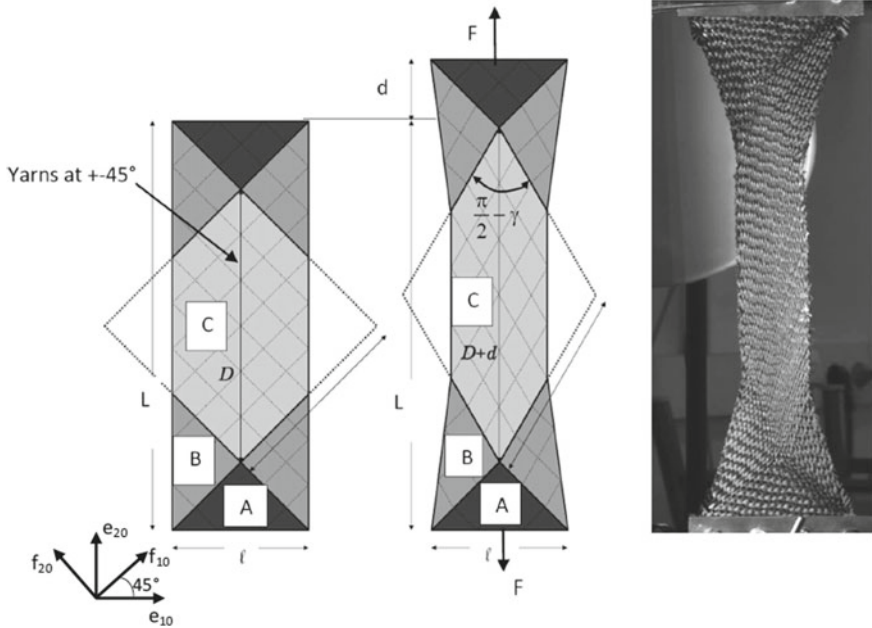 F
d
Yarns at +-45°
π/2 − γ
C
C
D
D+d
L
L
B
B
A
A
ℓ
ℓ
F
e20
f20
f10
45°
e10